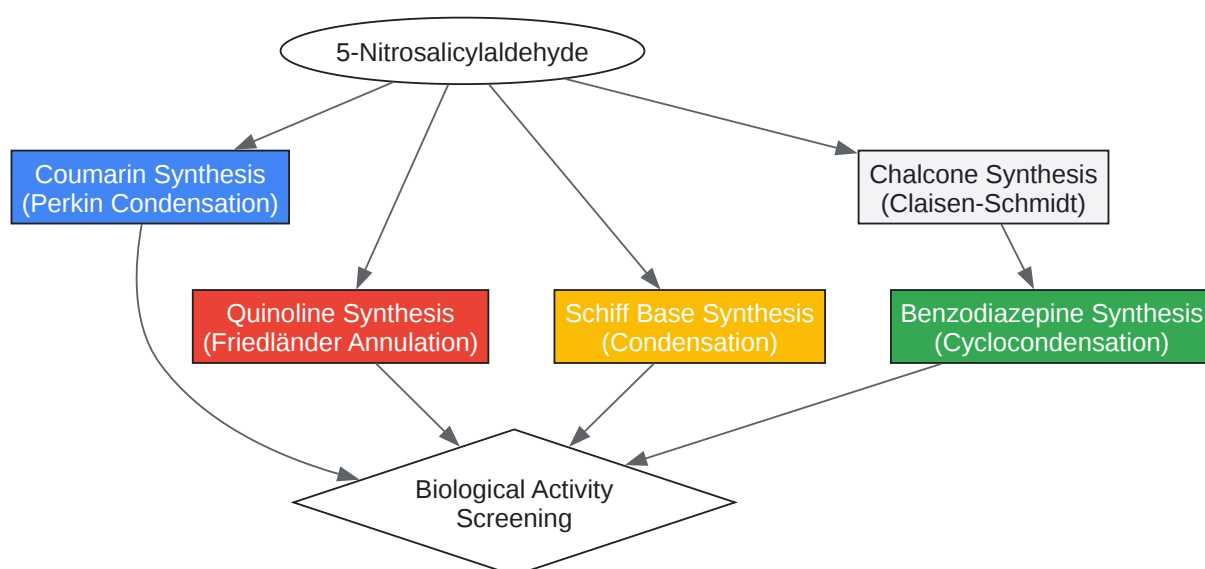 5-Nitrosalicylaldehyde
Coumarin Synthesis
(Perkin Condensation)
Chalcone Synthesis
(Claisen-Schmidt)
Quinoline Synthesis
(Friedländer Annulation)
Schiff Base Synthesis
(Condensation)
Benzodiazepine Synthesis
(Cyclocondensation)
Biological Activity
Screening